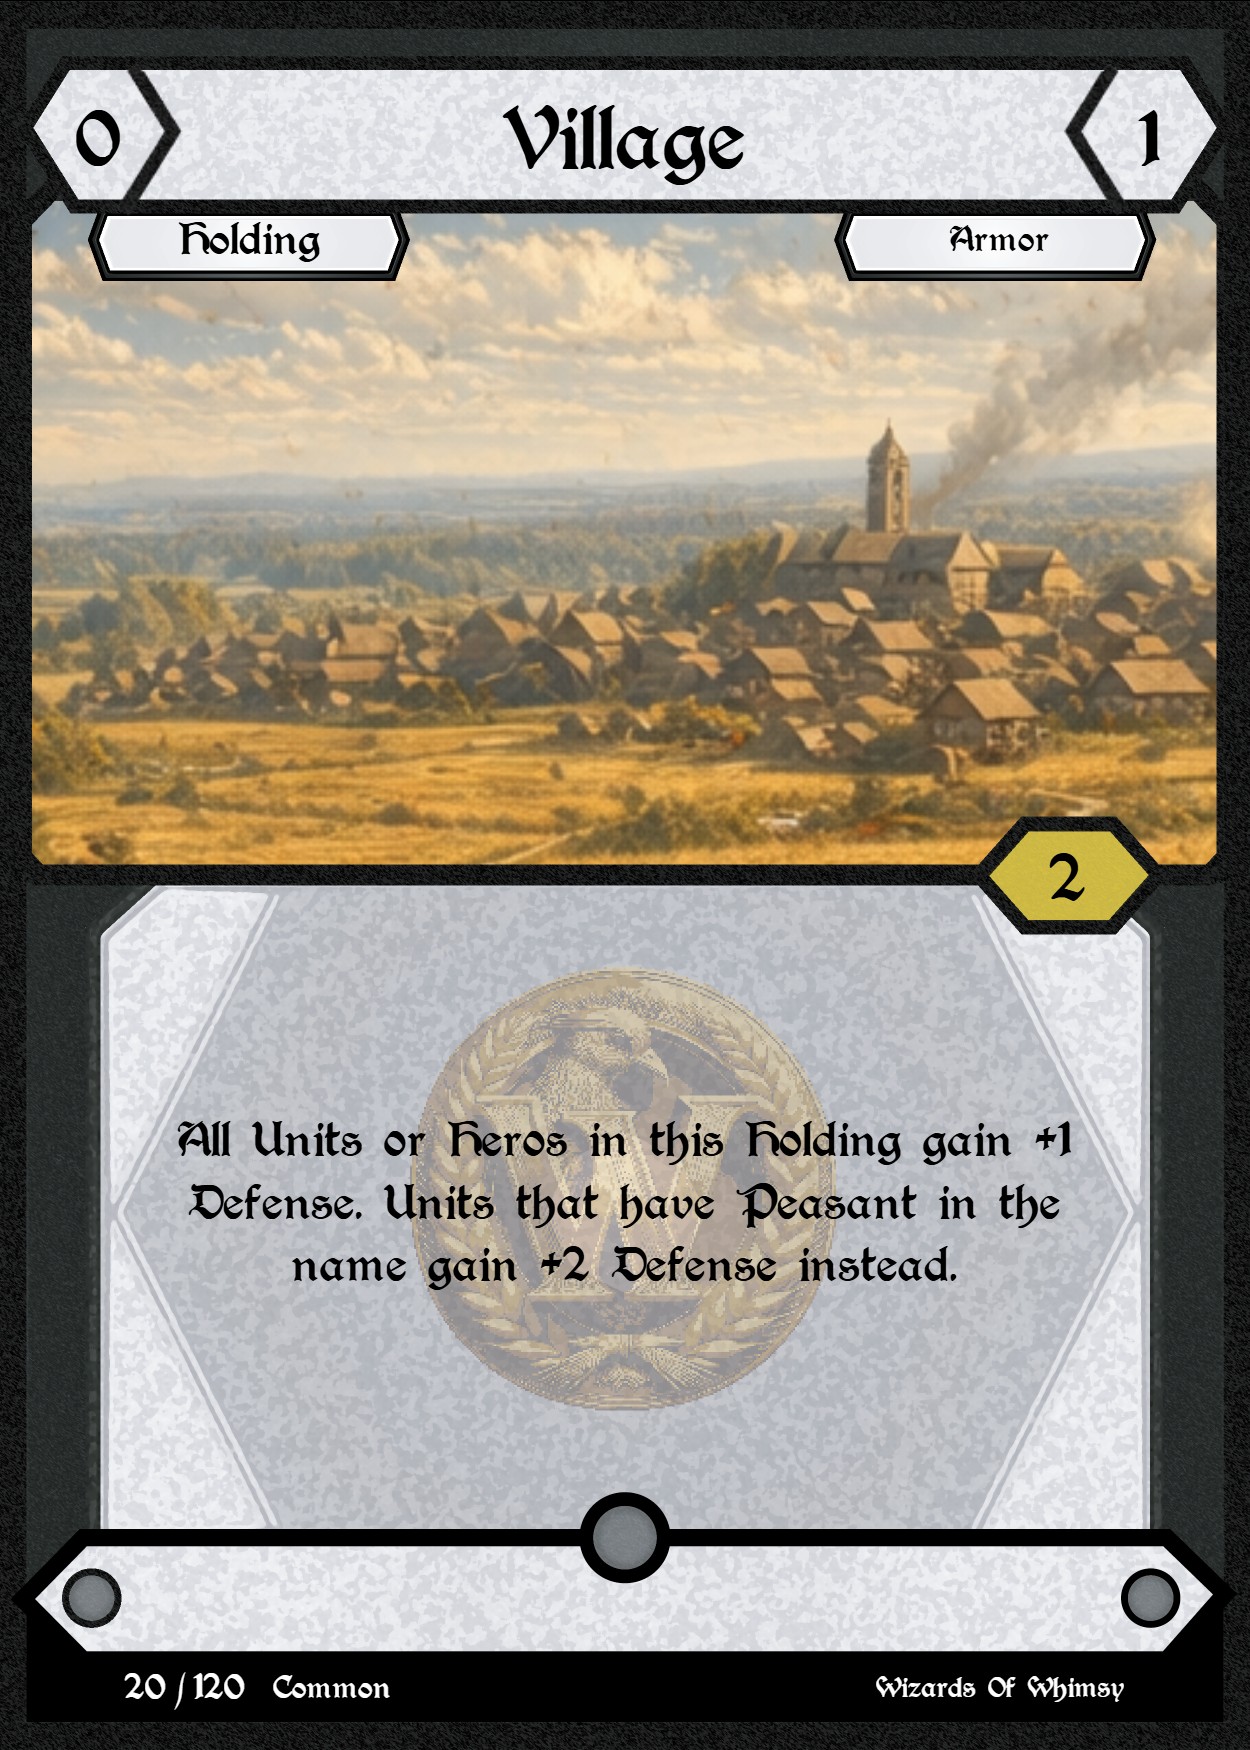 0 Village 1
Holding Armor
2
W
All Units or Heros in this Holding gain +1
Defense. Units that have Peasant in the
name gain +2 Defense instead.
20 / 120 Common Wizards Of Whimsy